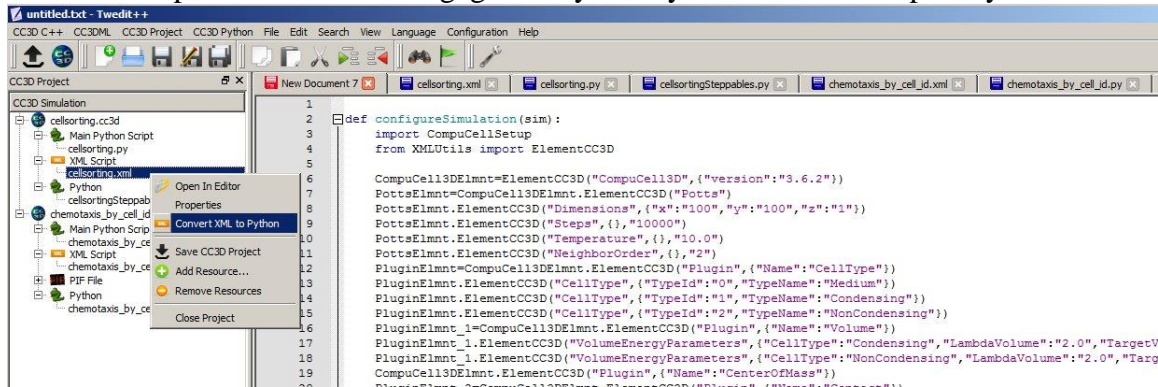 untitled.txt - Twedit++
CC3D C++ CC3DML CC3D Project CC3D Python File Edit Search View Language Configuration Help
CC3D Project
CC3D Simulation
cellsorting.cc3d
Main Python Script
cellsorting.py
XML Script
cellsorting.xml
Python
cellsortingSteppab
chemotaxis_by_cell_id
Main Python Scrip
chemotaxis_by_ce
XML Script
chemotaxis_by_ce
PIF File
Python
chemotaxis_by_ce
Open In Editor
Properties
Convert XML to Python
Save CC3D Project
Add Resource...
Remove Resources
Close Project
New Document 7 cellsorting.xml cellsorting.py cellsortingSteppables.py chemotaxis_by_cell_id.xml chemotaxis_by_cell_id.py
1
2 def configureSimulation(sim):
3 import CompuCellSetup
4 from XMLUtils import ElementCC3D
5
6 CompuCell3DElmnt=ElementCC3D("CompuCell3D",{"version":"3.6.2"})
7 PottsElmnt=CompuCell3DElmnt.ElementCC3D("Potts")
8 PottsElmnt.ElementCC3D("Dimensions",{"x":"100","y":"100","z":"1"})
9 PottsElmnt.ElementCC3D("Steps",{},"10000")
10 PottsElmnt.ElementCC3D("Temperature",{},"10.0")
11 PottsElmnt.ElementCC3D("NeighborOrder",{},"2")
12 PluginElmnt=CompuCell3DElmnt.ElementCC3D("Plugin",{"Name":"CellType"})
13 PluginElmnt.ElementCC3D("CellType",{"TypeId":"0","TypeName":"Medium"})
14 PluginElmnt.ElementCC3D("CellType",{"TypeId":"1","TypeName":"Condensing"})
15 PluginElmnt.ElementCC3D("CellType",{"TypeId":"2","TypeName":"NonCondensing"})
16 PluginElmnt_1=CompuCell3DElmnt.ElementCC3D("Plugin",{"Name":"Volume"})
17 PluginElmnt_1.ElementCC3D("VolumeEnergyParameters",{"CellType":"Condensing","LambdaVolume":"2.0","TargetV
18 PluginElmnt_1.ElementCC3D("VolumeEnergyParameters",{"CellType":"NonCondensing","LambdaVolume":"2.0","Targ
19 CompuCell3DElmnt.ElementCC3D("Plugin",{"Name":"CenterOfMass"})